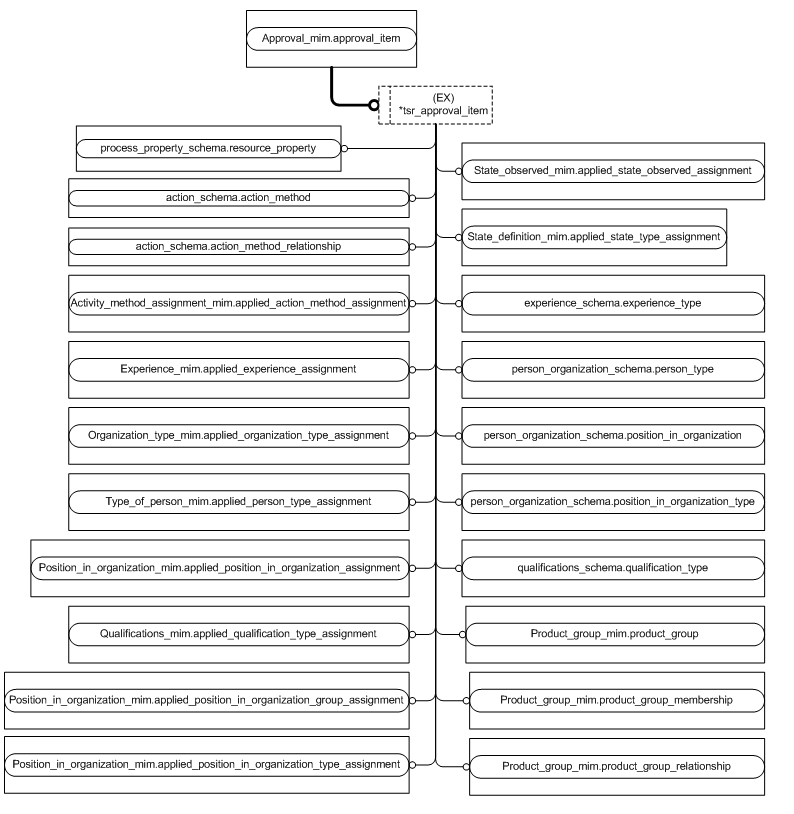 Approval_mim.approval_item
(EX)
*tsr_approval_item
process_property_schema.resource_property
State_observed_mim.applied_state_observed_assignment
action_schema.action_method
State_definition_mim.applied_state_type_assignment
action_schema.action_method_relationship
Activity_method_assignment_mim.applied_action_method_assignment
experience_schema.experience_type
Experience_mim.applied_experience_assignment
person_organization_schema.person_type
Organization_type_mim.applied_organization_type_assignment
person_organization_schema.position_in_organization
Type_of_person_mim.applied_person_type_assignment
person_organization_schema.position_in_organization_type
Position_in_organization_mim.applied_position_in_organization_assignment
qualifications_schema.qualification_type
Qualifications_mim.applied_qualification_type_assignment
Product_group_mim.product_group
Position_in_organization_mim.applied_position_in_organization_group_assignment
Product_group_mim.product_group_membership
Position_in_organization_mim.applied_position_in_organization_type_assignment
Product_group_mim.product_group_relationship